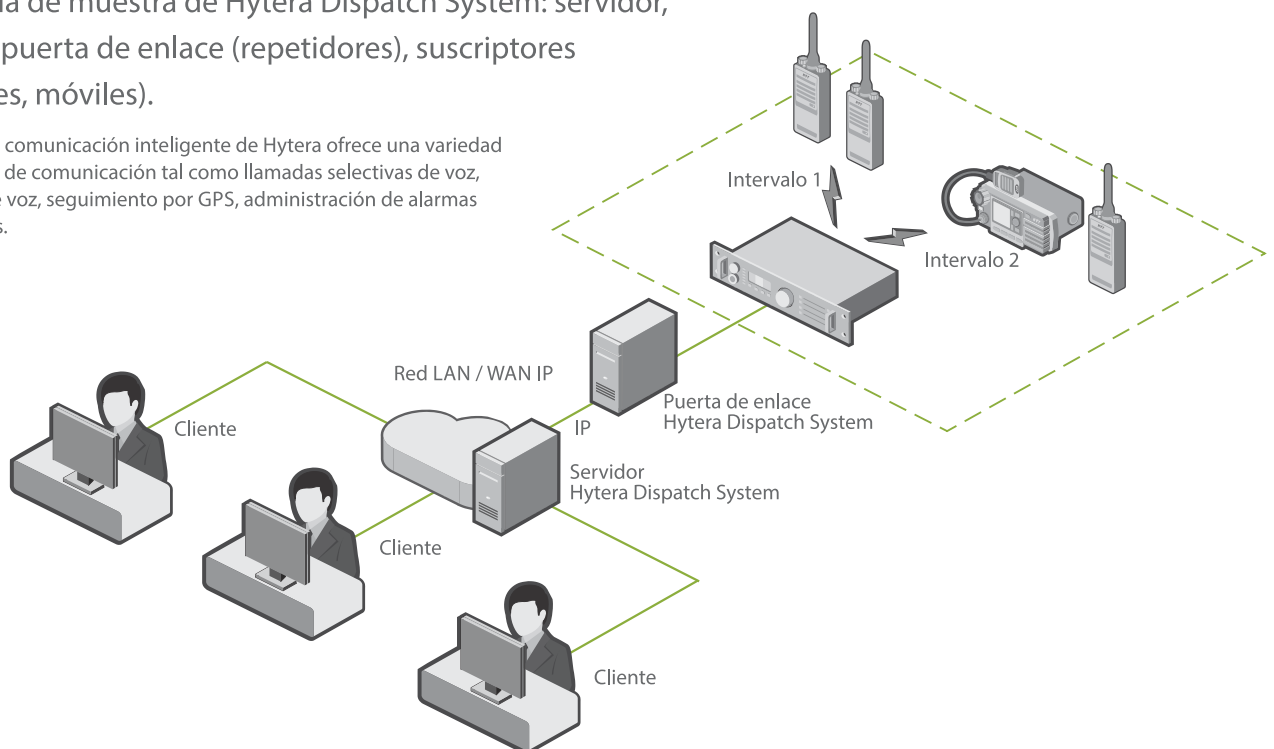 de muestra de Hytera Dispatch System: servidor,
puerta de enlace (repetidores), suscriptores
es, móviles).
comunicación inteligente de Hytera ofrece una variedad
de comunicación tal como llamadas selectivas de voz,
voz, seguimiento por GPS, administración de alarmas
s.
Intervalo 1
Intervalo 2
Red LAN / WAN IP
Puerta de enlace
Hytera Dispatch System
IP
Cliente
Servidor
Hytera Dispatch System
Cliente
Cliente